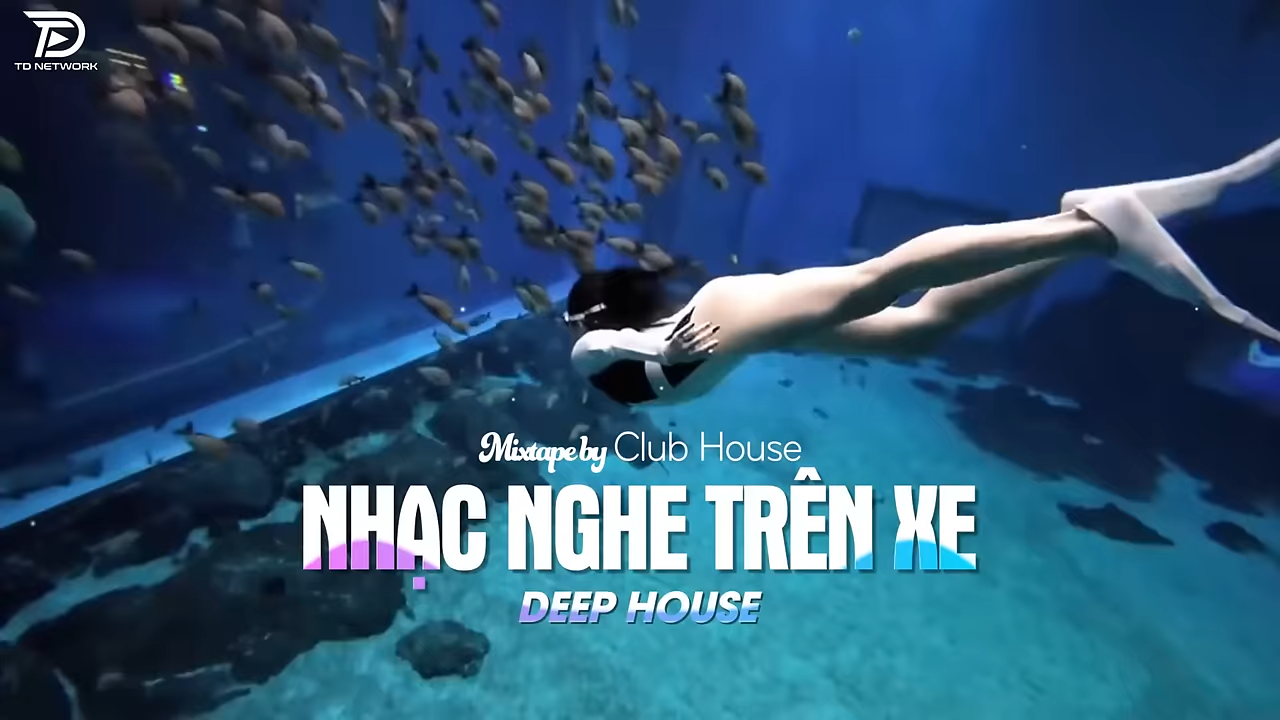 TD NETWORK
Mixtape by Club House
NHẠC NGHE TRÊN XE
DEEP HOUSE